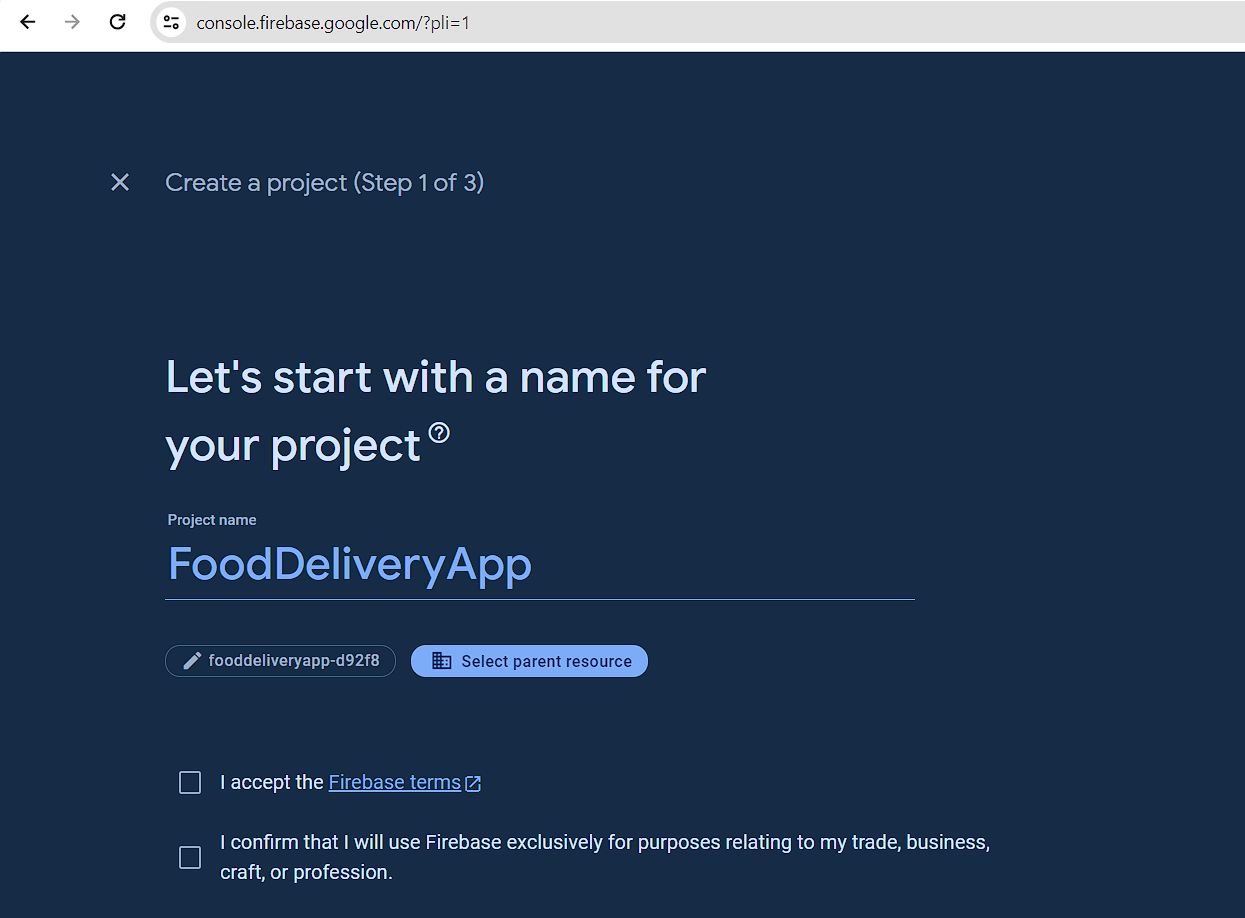 console.firebase.google.com/?pli=1
Create a project (Step 1 of 3)
Let's start with a name for
your project
Project name
FoodDeliveryApp
fooddeliveryapp-d92f8
Select parent resource
I accept the Firebase terms
I confirm that I will use Firebase exclusively for purposes relating to my trade, business,
craft, or profession.